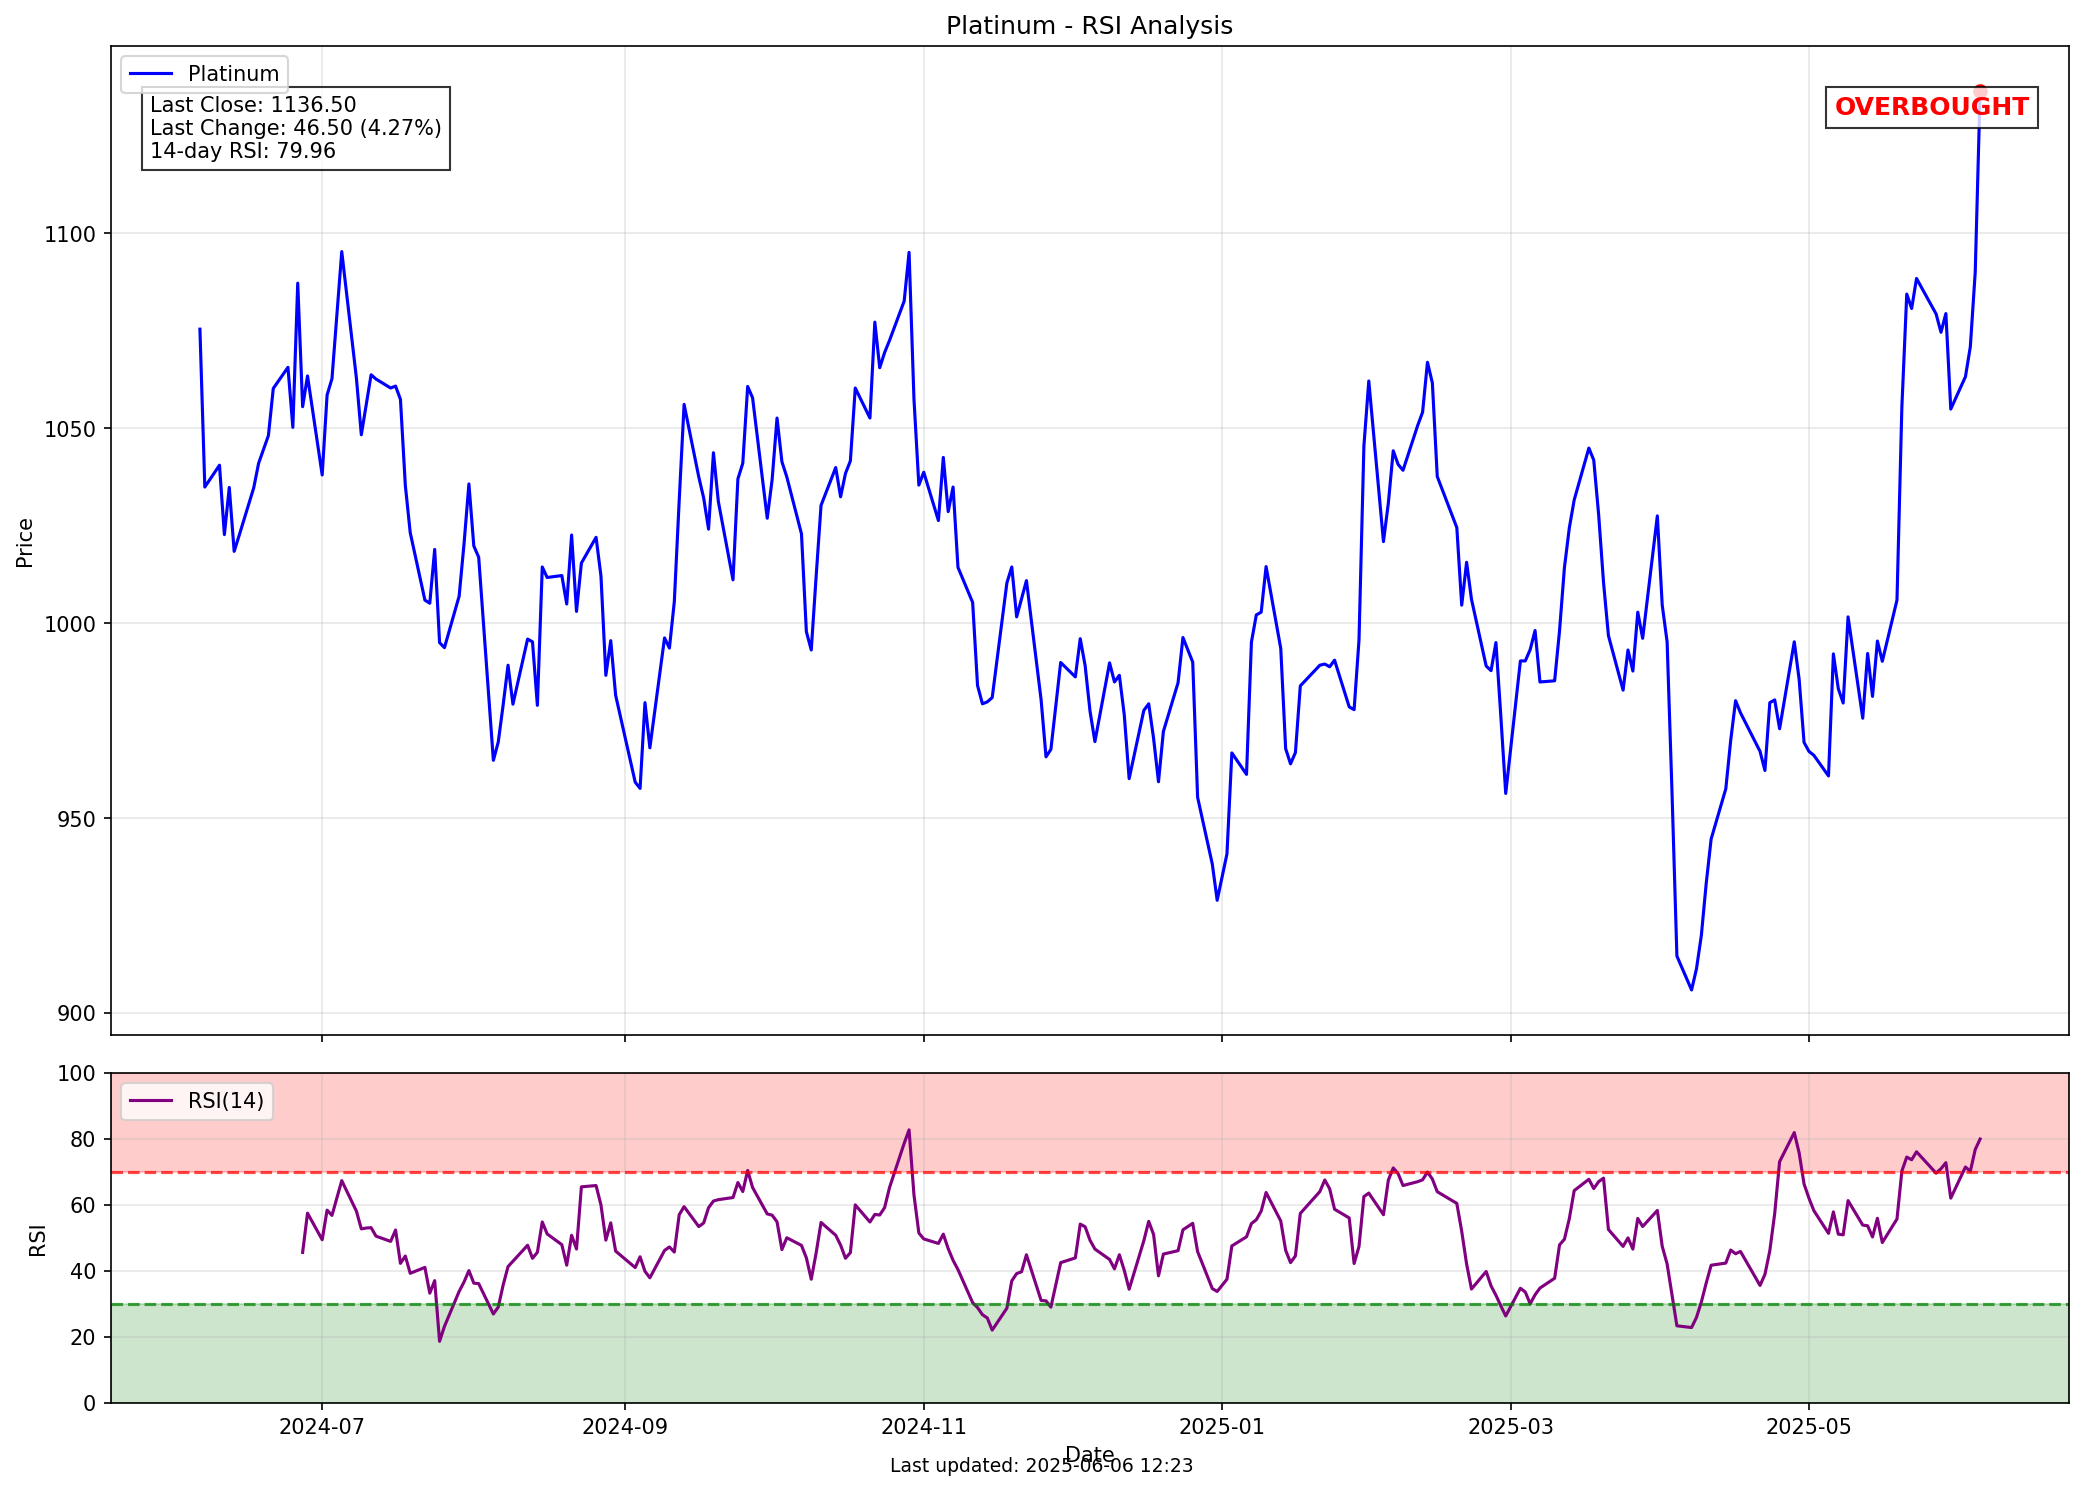 Platinum - RSI Analysis
Platinum
Last Close: 1136.50
Last Change: 46.50 (4.27%)
14-day RSI: 79.96
OVERBOUGHT
Price
1100
1050
1000
950
900
RSI(14)
RSI
100
80
60
40
20
0
2024-07
2024-09
2024-11
2025-01
2025-03
2025-05
Date
Last updated: 2025-06-06 12:23